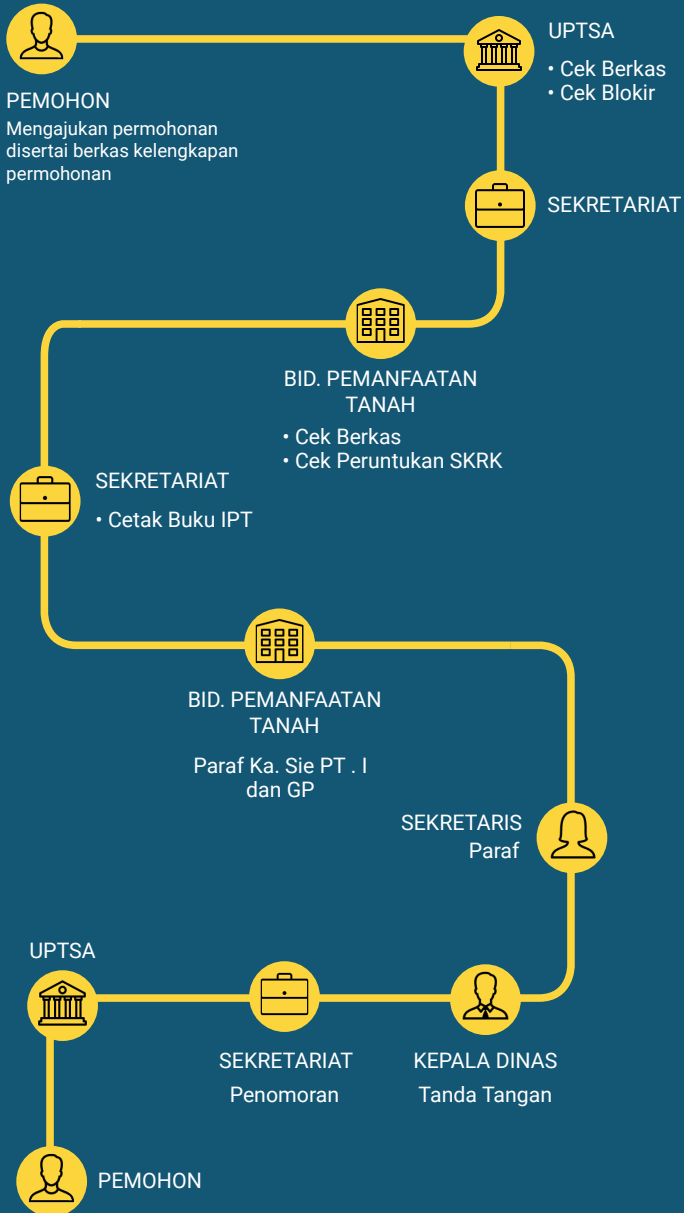 UPTSA
• Cek Berkas
• Cek Blokir
PEMOHON
Mengajukan permohonan
disertai berkas kelengkapan
permohonan
SEKRETARIAT
BID. PEMANFAATAN
TANAH
• Cek Berkas
• Cek Peruntukan SKRK
SEKRETARIAT
• Cetak Buku IPT
BID. PEMANFAATAN
TANAH
Paraf Ka. Sie PT . I
dan GP
SEKRETARIS
Paraf
KEPALA DINAS
Tanda Tangan
SEKRETARIAT
Penomoran
UPTSA
PEMOHON